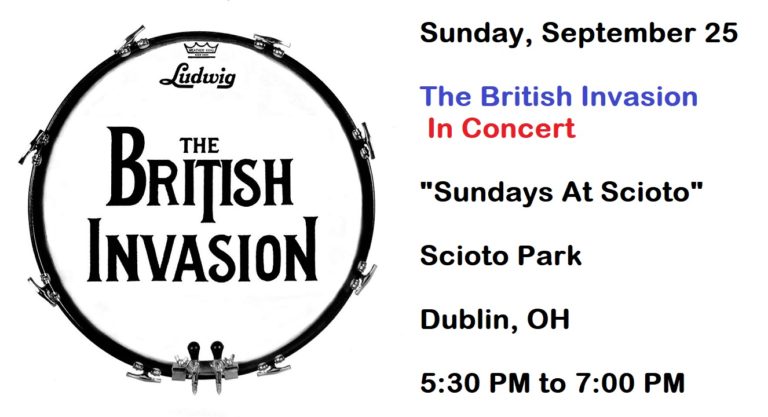 Ludwig
THE
BRITISH
INVASION
Sunday, September 25
The British Invasion
In Concert
"Sundays At Scioto"
Scioto Park
Dublin, OH
5:30 PM to 7:00 PM